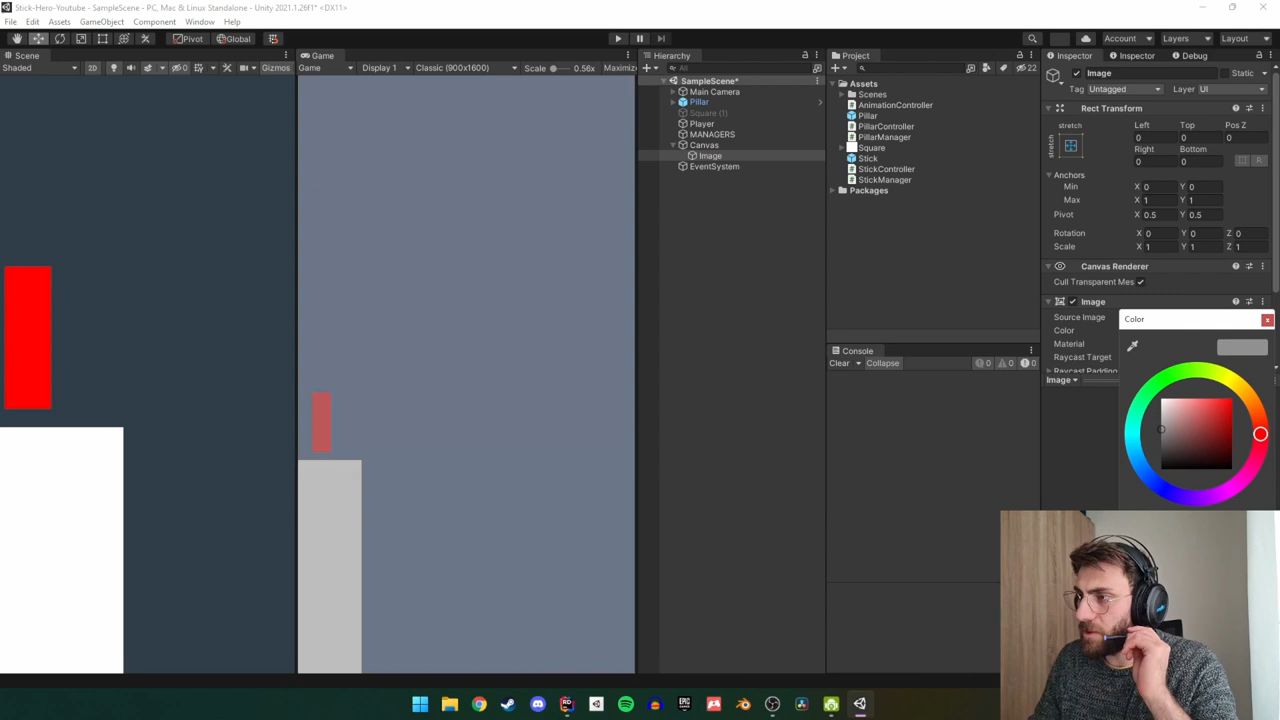 Stick-Hero-Youtube - SampleScene - PC, Mac & Linux Standalone - Unity 2021.1.26f1* <DX11>
File Edit Assets GameObject Component Window Help
Pivot Global Account Layers Layout
Scene Game Hierarchy Project Inspector Inspector Debug
Shaded 2D 0 Gizmos Game Display 1 Classic (900x1600) Scale 0.56x Maximiz
All
22
Image Static
Tag Untagged Layer UI
SampleScene*
Main Camera
Pillar
Square (1)
Player
MANAGERS
Canvas
Image
EventSystem
Assets
Scenes
AnimationController
Pillar
PillarController
PillarManager
Square
Stick
StickController
StickManager
Packages
Console
Clear Collapse 0 0 0
Rect Transform
stretch Left Top Pos Z
stretch 0 0 0
Right Bottom
0 0 R
Anchors
Min X 0 Y 0
Max X 1 Y 1
Pivot X 0.5 Y 0.5
Rotation X 0 Y 0 Z 0
Scale X 1 Y 1 Z 1
Canvas Renderer
Cull Transparent Mes
Image
Source Image
Color
Material
Raycast Target
Raycast Padding
Image
Color